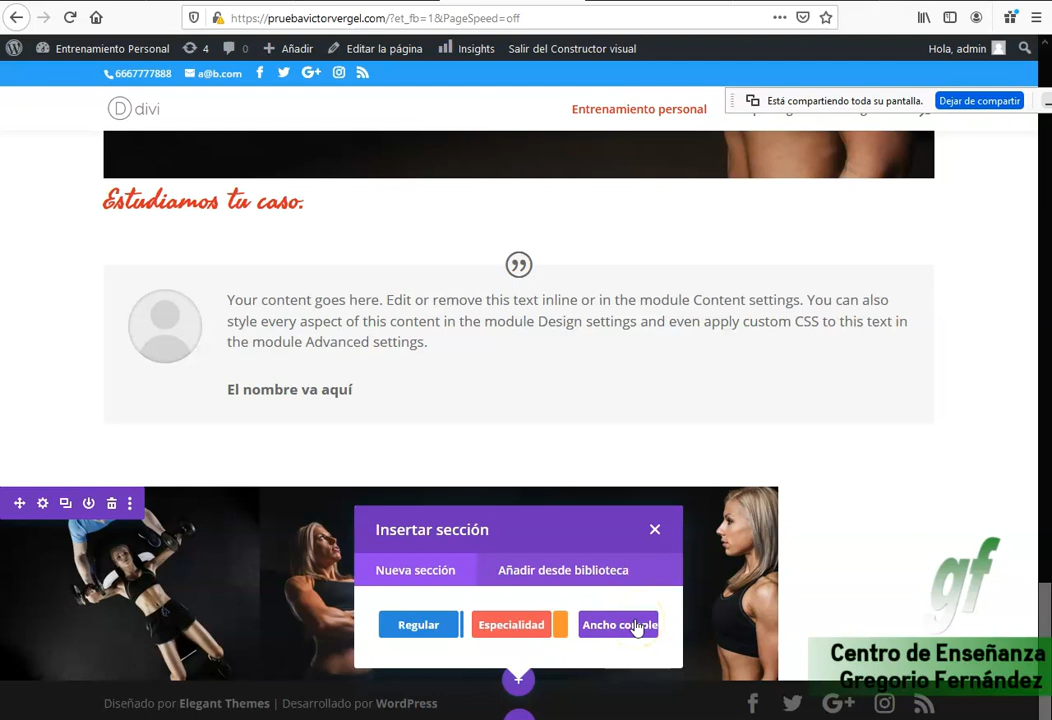 https://pruebavictorvergel.com/?et_fb=1&PageSpeed=off
Entrenamiento Personal
4
0
Añadir
Editar la página
Insights
Salir del Constructor visual
Hola, admin
6667777888
a@b.com
D divi
Entrenamiento personal
Está compartiendo toda su pantalla.
Dejar de compartir
Estudiamos tu caso.
Your content goes here. Edit or remove this text inline or in the module Content settings. You can also
style every aspect of this content in the module Design settings and even apply custom CSS to this text in
the module Advanced settings.
El nombre va aquí
Insertar sección
Nueva sección
Añadir desde biblioteca
Regular
Especialidad
Ancho comple
gf
Centro de Enseñanza
Gregorio Fernández
Diseñado por Elegant Themes | Desarrollado por WordPress